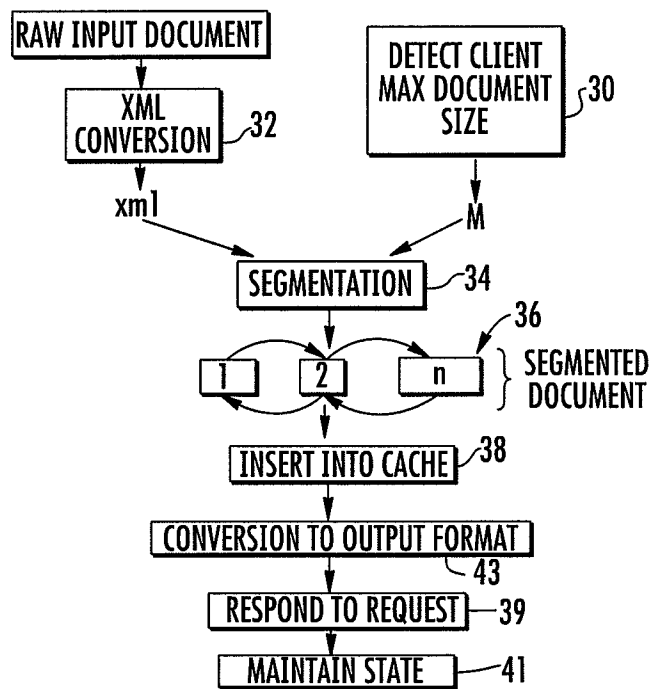 RAW INPUT DOCUMENT
DETECT CLIENT
MAX DOCUMENT
SIZE
30
XML
CONVERSION
32
xm1
M
SEGMENTATION
34
36
1
2
n
SEGMENTED
DOCUMENT
INSERT INTO CACHE
38
CONVERSION TO OUTPUT FORMAT
43
RESPOND TO REQUEST
39
MAINTAIN STATE
41